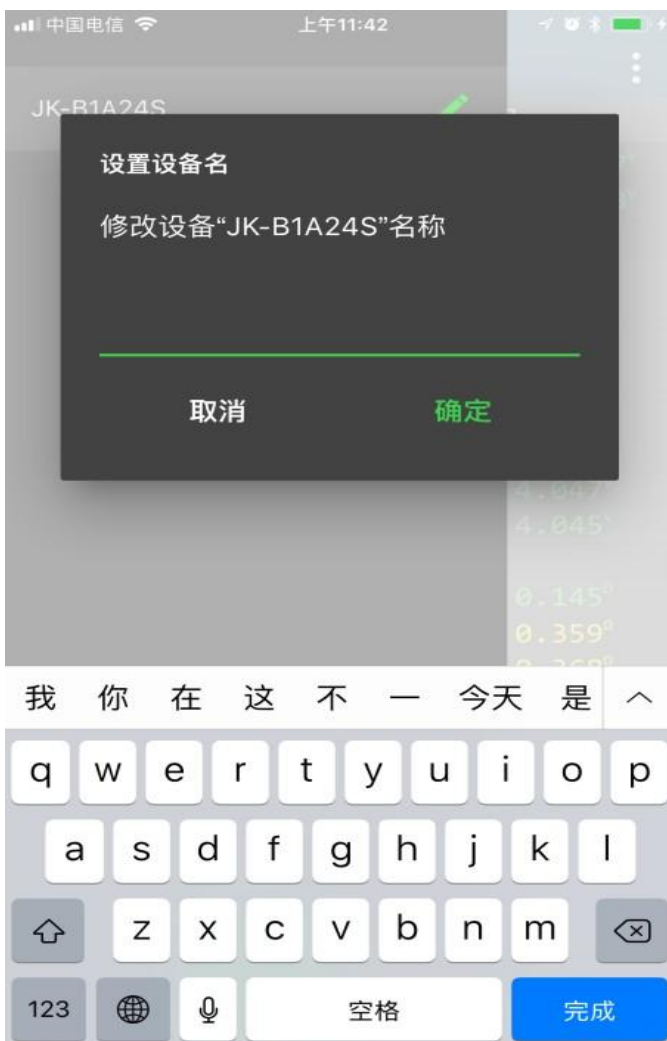 中国电信 上午11:42
JK-B1A24S
设置设备名
修改设备“JK-B1A24S”名称
取消 确定
4.047
4.045
0.145
0.359
我 你 在 这 不 一 今天 是
q w e r t y u i o p
a s d f g h j k l
z x c v b n m
123 空格 完成